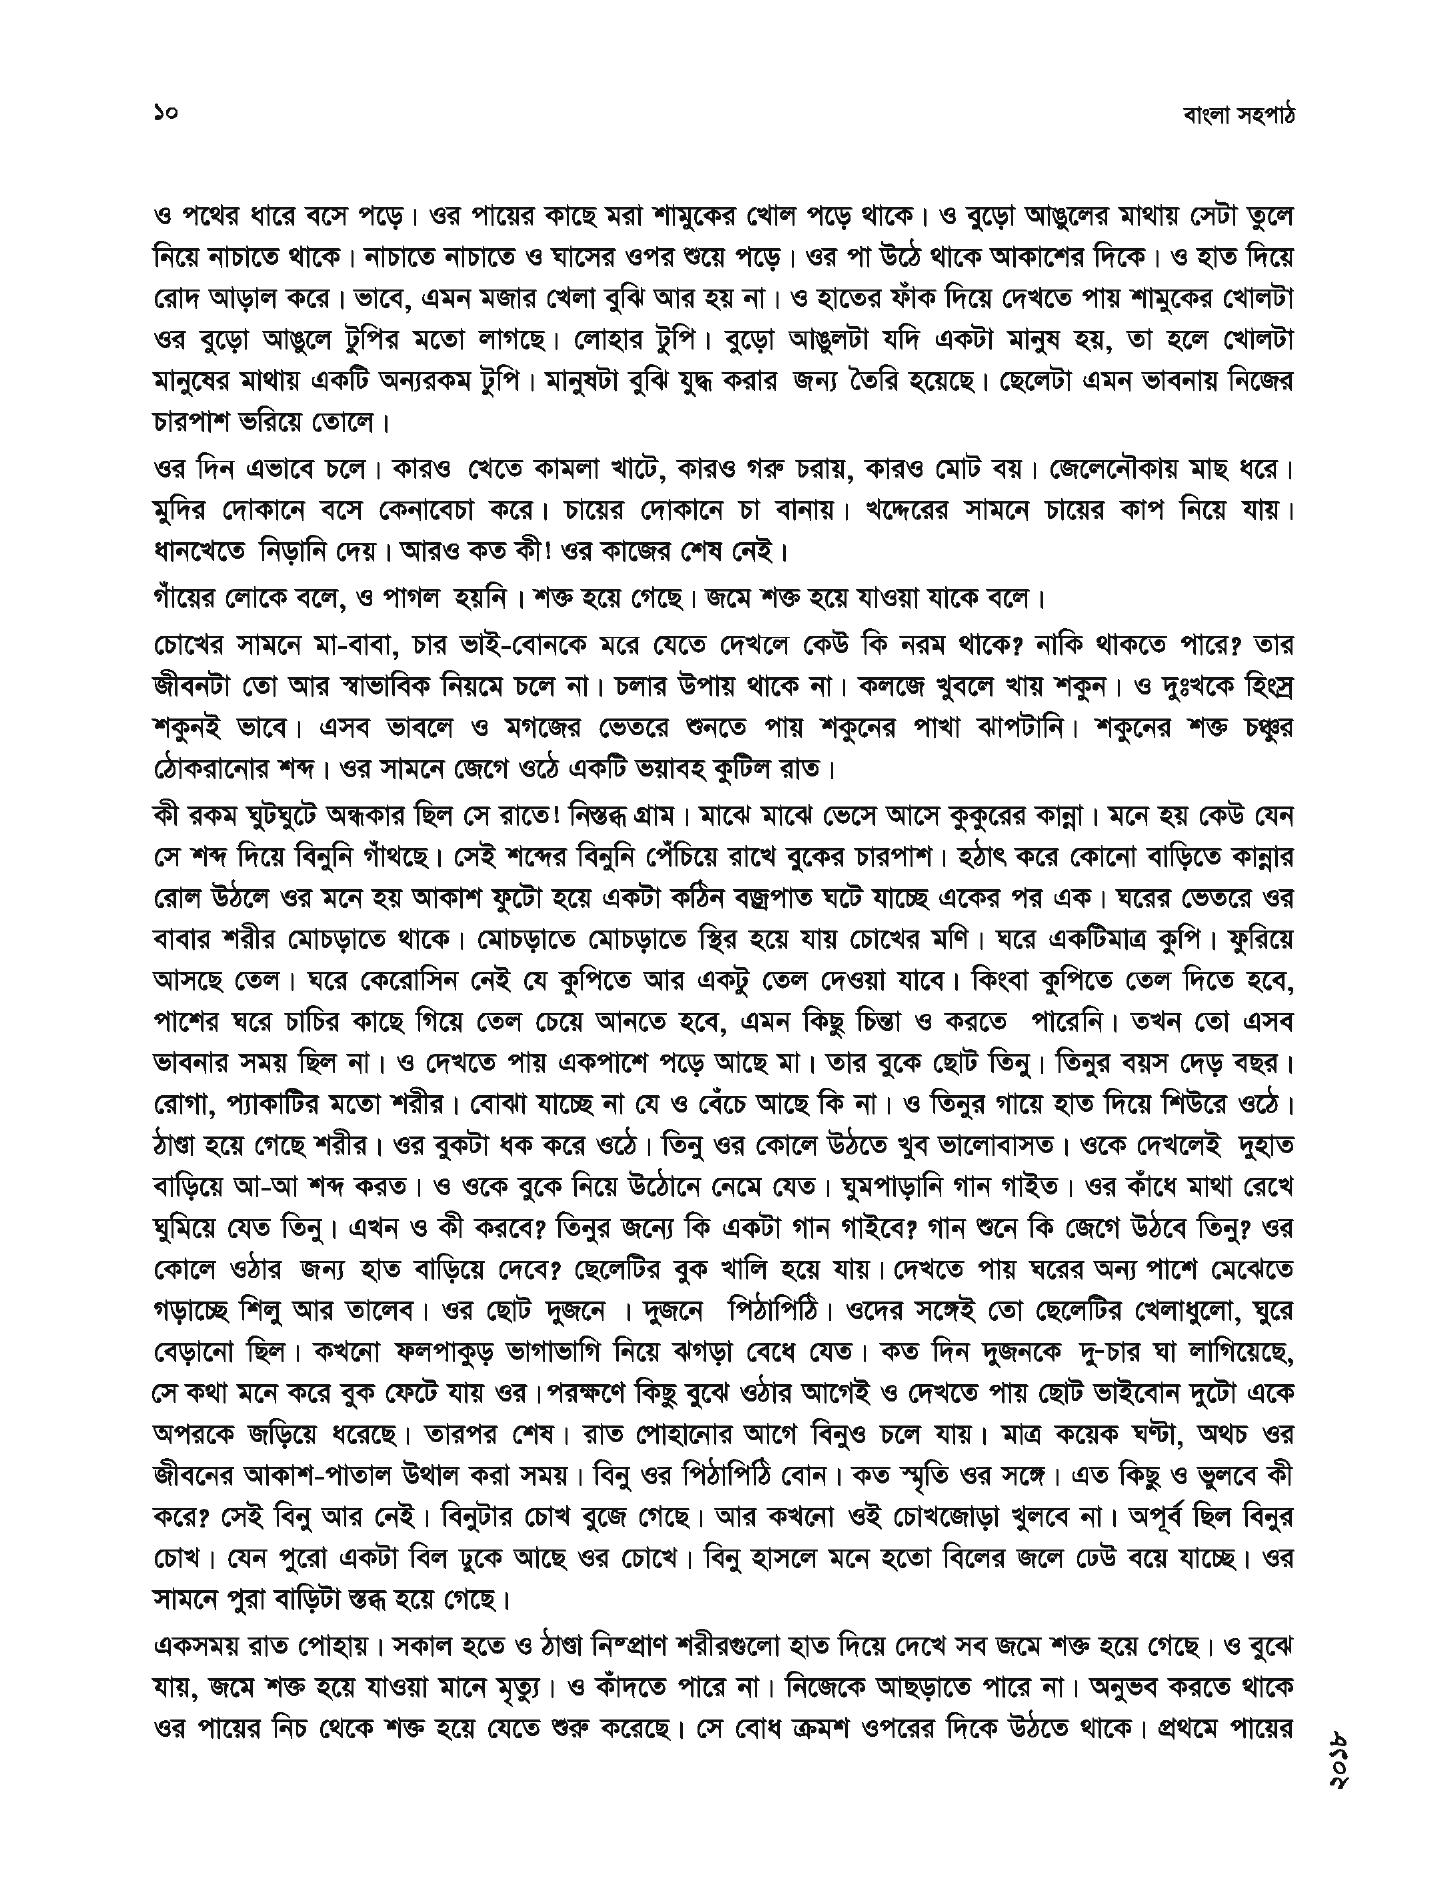 ১০
বাংলা সহপাঠ
ও পথের ধারে বসে পড়ে। ওর পায়ের কাছে মরা শামুকের খোল পড়ে থাকে। ও বুড়ো আঙুলের মাথায় সেটা তুলে
নিয়ে নাচাতে থাকে। নাচাতে নাচাতে ও ঘাসের ওপর শুয়ে পড়ে। ওর পা উঠে থাকে আকাশের দিকে। ও হাত দিয়ে
রোদ আড়াল করে। ভাবে, এমন মজার খেলা বুঝি আর হয় না। ও হাতের ফাঁক দিয়ে দেখতে পায় শামুকের খোলটা
ওর বুড়ো আঙুলে টুপির মতো লাগছে। লোহার টুপি। বুড়ো আঙুলটা যদি একটা মানুষ হয়, তা হলে খোলটা
মানুষের মাথায় একটি অন্যরকম টুপি। মানুষটা বুঝি যুদ্ধ করার জন্য তৈরি হয়েছে। ছেলেটা এমন ভাবনায় নিজের
চারপাশ ভরিয়ে তোলে।
ওর দিন এভাবে চলে। কারও খেতে কামলা খাটে, কারও গরু চরায়, কারও মোট বয়। জেলেনৌকায় মাছ ধরে।
মুদির দোকানে বসে কেনাবেচা করে। চায়ের দোকানে চা বানায়। খদ্দেরের সামনে চায়ের কাপ নিয়ে যায়।
ধানখেতে নিড়ানি দেয়। আরও কত কী! ওর কাজের শেষ নেই।
গাঁয়ের লোকে বলে, ও পাগল হয়নি। শক্ত হয়ে গেছে। জমে শক্ত হয়ে যাওয়া যাকে বলে।
চোখের সামনে মা-বাবা, চার ভাই-বোনকে মরে যেতে দেখলে কেউ কি নরম থাকে? নাকি থাকতে পারে? তার
জীবনটা তো আর স্বাভাবিক নিয়মে চলে না। চলার উপায় থাকে না। কলজে খুবলে খায় শকুন। ও দুঃখকে হিংস্র
শকুনই ভাবে। এসব ভাবলে ও মগজের ভেতরে শুনতে পায় শকুনের পাখা ঝাপটানি। শকুনের শক্ত চঞ্চুর
ঠোকরানোর শব্দ। ওর সামনে জেগে ওঠে একটি ভয়াবহ কুটিল রাত।
কী রকম ঘুটঘুটে অন্ধকার ছিল সে রাতে! নিস্তব্ধ গ্রাম। মাঝে মাঝে ভেসে আসে কুকুরের কান্না। মনে হয় কেউ যেন
সে শব্দ দিয়ে বিনুনি গাঁথছে। সেই শব্দের বিনুনি পেঁচিয়ে রাখে বুকের চারপাশ। হঠাৎ করে কোনো বাড়িতে কান্নার
রোল উঠলে ওর মনে হয় আকাশ ফুটো হয়ে একটা কঠিন বজ্রপাত ঘটে যাচ্ছে একের পর এক। ঘরের ভেতরে ওর
বাবার শরীর মোচড়াতে থাকে। মোচড়াতে মোচড়াতে স্থির হয়ে যায় চোখের মণি। ঘরে একটিমাত্র কুপি। ফুরিয়ে
আসছে তেল। ঘরে কেরোসিন নেই যে কুপিতে আর একটু তেল দেওয়া যাবে। কিংবা কুপিতে তেল দিতে হবে,
পাশের ঘরে চাচির কাছে গিয়ে তেল চেয়ে আনতে হবে, এমন কিছু চিন্তা ও করতে পারেনি। তখন তো এসব
ভাবনার সময় ছিল না। ও দেখতে পায় একপাশে পড়ে আছে মা। তার বুকে ছোট তিনু। তিনুর বয়স দেড় বছর।
রোগা, প্যাকাটির মতো শরীর। বোঝা যাচ্ছে না যে ও বেঁচে আছে কি না। ও তিনুর গায়ে হাত দিয়ে শিউরে ওঠে।
ঠাণ্ডা হয়ে গেছে শরীর। ওর বুকটা ধক করে ওঠে। তিনু ওর কোলে উঠতে খুব ভালোবাসত। ওকে দেখলেই দুহাত
বাড়িয়ে আ-আ শব্দ করত। ও ওকে বুকে নিয়ে উঠোনে নেমে যেত। ঘুমপাড়ানি গান গাইত। ওর কাঁধে মাথা রেখে
ঘুমিয়ে যেত তিনু। এখন ও কী করবে? তিনুর জন্যে কি একটা গান গাইবে? গান শুনে কি জেগে উঠবে তিনু? ওর
কোলে ওঠার জন্য হাত বাড়িয়ে দেবে? ছেলেটির বুক খালি হয়ে যায়। দেখতে পায় ঘরের অন্য পাশে মেঝেতে
গড়াচ্ছে শিলু আর তালেব। ওর ছোট দুজনে । দুজনে পিঠাপিঠি। ওদের সঙ্গেই তো ছেলেটির খেলাধুলো, ঘুরে
বেড়ানো ছিল। কখনো ফলপাকুড় ভাগাভাগি নিয়ে ঝগড়া বেধে যেত। কত দিন দুজনকে দু-চার ঘা লাগিয়েছে,
সে কথা মনে করে বুক ফেটে যায় ওর। পরক্ষণে কিছু বুঝে ওঠার আগেই ও দেখতে পায় ছোট ভাইবোন দুটো একে
অপরকে জড়িয়ে ধরেছে। তারপর শেষ। রাত পোহানোর আগে বিনুও চলে যায়। মাত্র কয়েক ঘণ্টা, অথচ ওর
জীবনের আকাশ-পাতাল উথাল করা সময়। বিনু ওর পিঠাপিঠি বোন। কত স্মৃতি ওর সঙ্গে। এত কিছু ও ভুলবে কী
করে? সেই বিনু আর নেই। বিনুটার চোখ বুজে গেছে। আর কখনো ওই চোখজোড়া খুলবে না। অপূর্ব ছিল বিনুর
চোখ। যেন পুরো একটা বিল ঢুকে আছে ওর চোখে। বিনু হাসলে মনে হতো বিলের জলে ঢেউ বয়ে যাচ্ছে। ওর
সামনে পুরা বাড়িটা স্তব্ধ হয়ে গেছে।
একসময় রাত পোহায়। সকাল হতে ও ঠাণ্ডা নিষ্প্রাণ শরীরগুলো হাত দিয়ে দেখে সব জমে শক্ত হয়ে গেছে। ও বুঝে
যায়, জমে শক্ত হয়ে যাওয়া মানে মৃত্যু। ও কাঁদতে পারে না। নিজেকে আছড়াতে পারে না। অনুভব করতে থাকে
ওর পায়ের নিচ থেকে শক্ত হয়ে যেতে শুরু করেছে। সে বোধ ক্রমশ ওপরের দিকে উঠতে থাকে। প্রথমে পায়ের
২০১৮